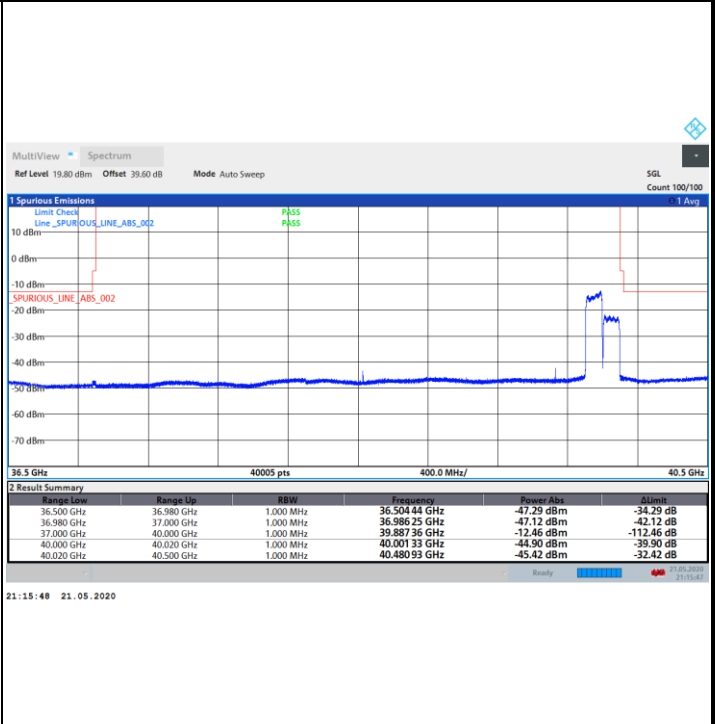 MultiView Spectrum
Ref Level 19.80 dBm Offset 39.60 dB Mode Auto Sweep SGL
Count 100/100
1 Spurious Emissions 1 Avg
Limit Check PASS
Line _SPURIOUS_LINE_ABS_002 PASS
10 dBm
0 dBm
-10 dBm
_SPURIOUS_LINE_ABS_002
-20 dBm
-30 dBm
-40 dBm
-50 dBm
-60 dBm
-70 dBm
36.5 GHz 40005 pts 400.0 MHz/ 40.5 GHz
2 Result Summary
Range Low Range Up RBW Frequency Power Abs ΔLimit
36.500 GHz 36.980 GHz 1.000 MHz 36.504 44 GHz -47.29 dBm -34.29 dB
36.980 GHz 37.000 GHz 1.000 MHz 36.986 25 GHz -47.12 dBm -42.12 dB
37.000 GHz 40.000 GHz 1.000 MHz 39.887 36 GHz -12.46 dBm -112.46 dB
40.000 GHz 40.020 GHz 1.000 MHz 40.001 33 GHz -44.90 dBm -39.90 dB
40.020 GHz 40.500 GHz 1.000 MHz 40.480 93 GHz -45.42 dBm -32.42 dB
Ready 21.05.2020
21:15:47
21:15:48 21.05.2020